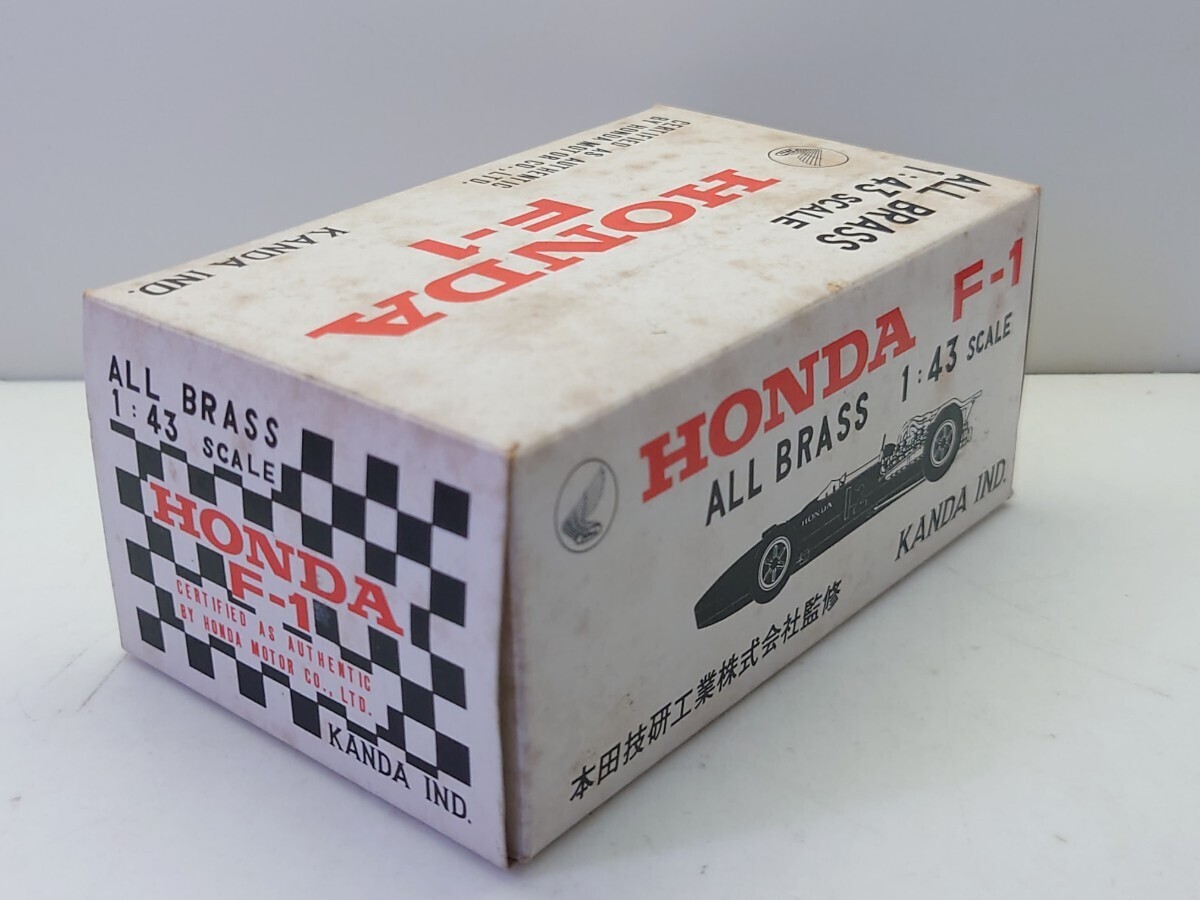 CERTIFIED AS AUTHENTIC
BY HONDA MOTOR CO.,LTD.
HONDA
F-1
KANDA IND.
ALL BRASS
1:43 SCALE
ALL BRASS
1:43 SCALE
HONDA
F-1
CERTIFIED AS AUTHENTIC
BY HONDA MOTOR CO., LTD.
KANDA IND.
HONDA F-1
ALL BRASS 1:43 SCALE
HONDA
KANDA IND.
本田技研工業株式会社監修